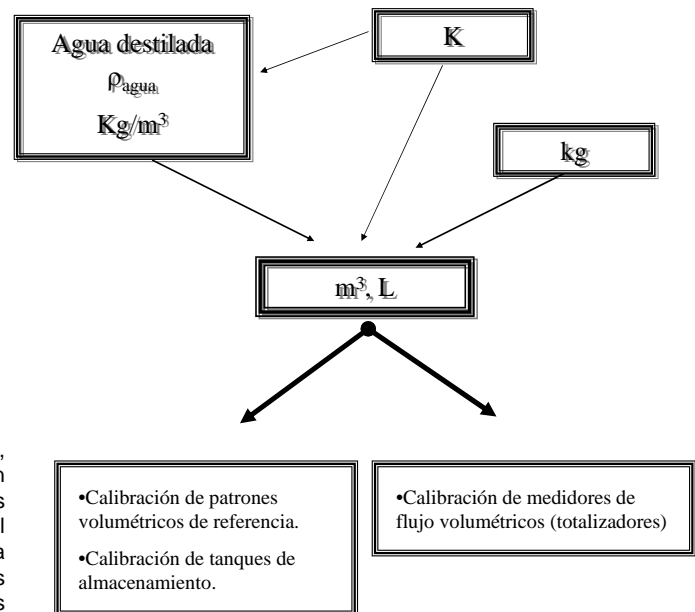 Agua destilada
K
ρagua
Kg/m³
kg
m³, L
,
n
s
l
a
s
s
•Calibración de patrones
volumétricos de referencia.
•Calibración de tanques de
almacenamiento.
•Calibración de medidores de
flujo volumétricos (totalizadores)